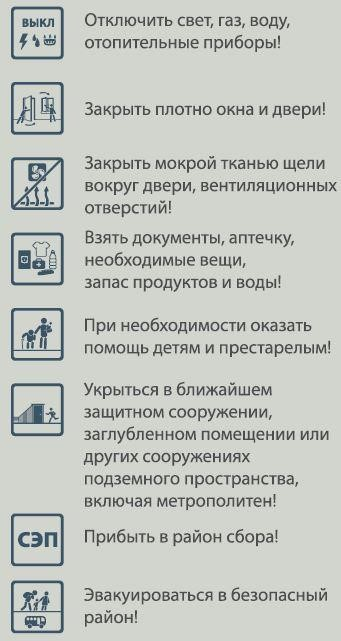 ВЫКЛ
Отключить свет, газ, воду,
отопительные приборы!
Закрыть плотно окна и двери!
Закрыть мокрой тканью щели
вокруг двери, вентиляционных
отверстий!
Взять документы, аптечку,
необходимые вещи,
запас продуктов и воды!
При необходимости оказать
помощь детям и престарелым!
Укрыться в ближайшем
защитном сооружении,
заглубленном помещении или
других сооружениях
подземного пространства,
включая метрополитен!
СЭП
Прибыть в район сбора!
Эвакуироваться в безопасный
район!